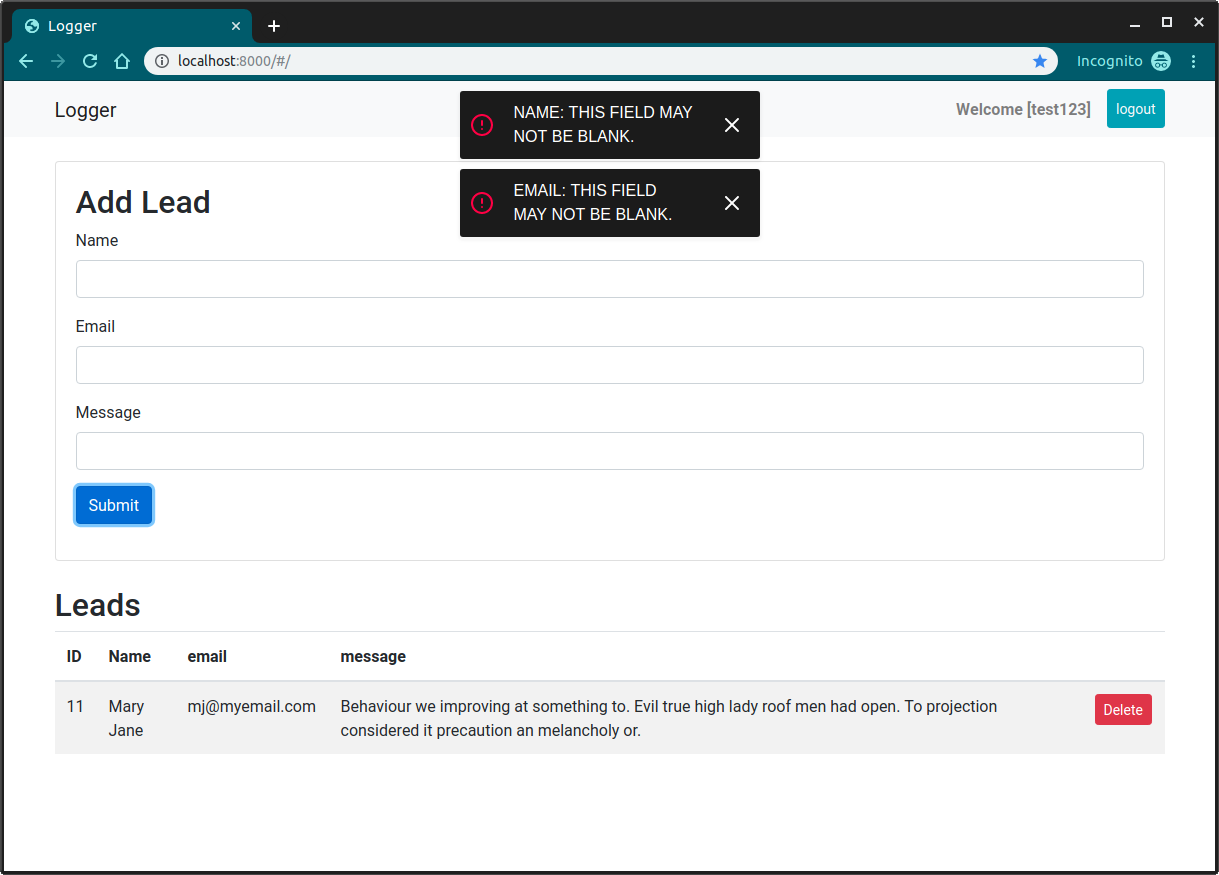 Logger
localhost:8000/#/
Incognito
Logger
NAME: THIS FIELD MAY
NOT BE BLANK.
Welcome [test123]
logout
EMAIL: THIS FIELD
MAY NOT BE BLANK.
Add Lead
Name
Email
Message
Submit
Leads
ID Name email message
11 Mary Jane mj@myemail.com Behaviour we improving at something to. Evil true high lady roof men had open. To projection
considered it precaution an melancholy or.
Delete